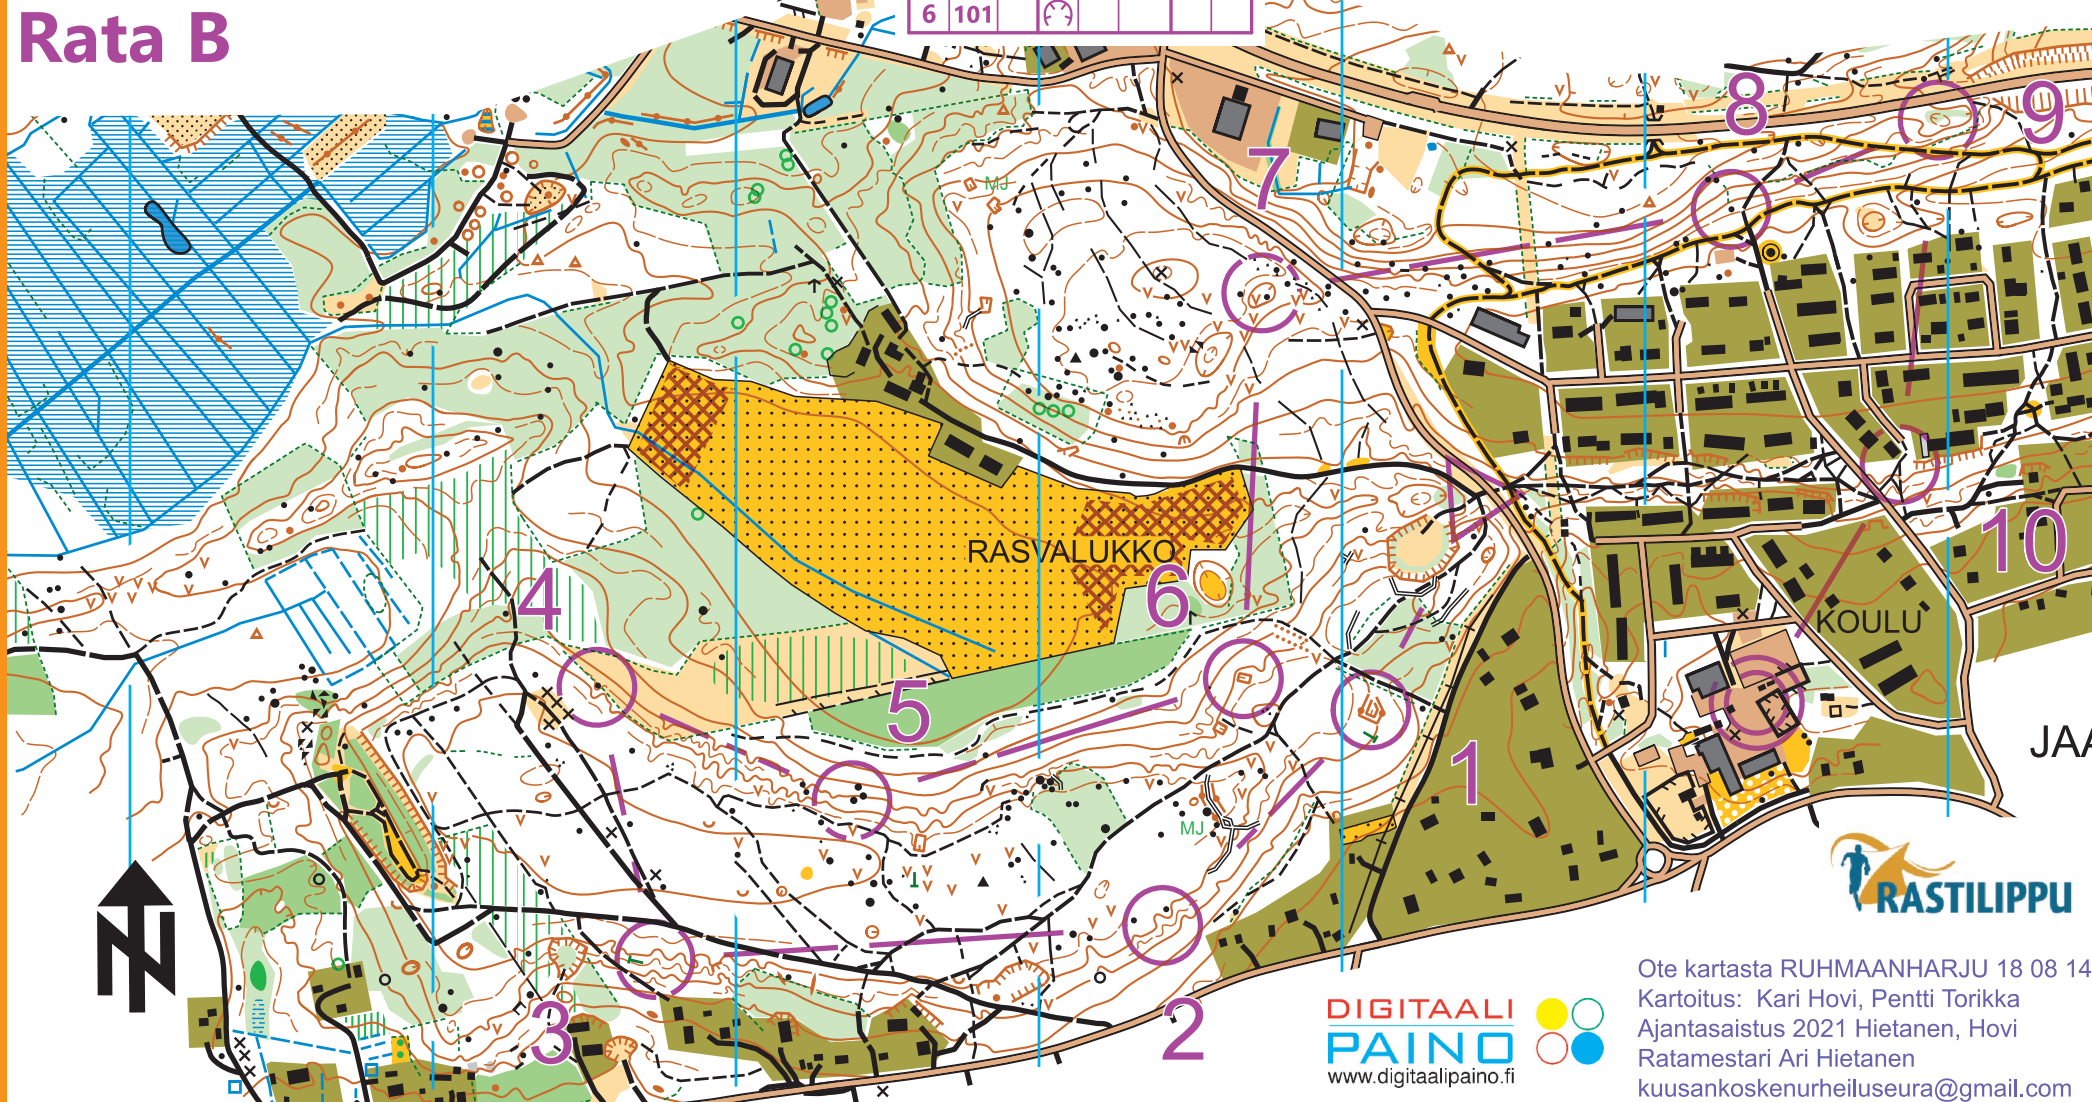 Rata B
6 101
8
9
7
MJ
RASVALUKKO
4
6
10
KOULU
5
1
JAA
MJ
RASTILIPPU
3
2
DIGITAALI
PAINO
www.digitaalipaino.fi
Ote kartasta RUHMAANHARJU 18 08 14
Kartoitus: Kari Hovi, Pentti Torikka
Ajantasaistus 2021 Hietanen, Hovi
Ratamestari Ari Hietanen
kuusankoskenurheiluseura@gmail.com
N